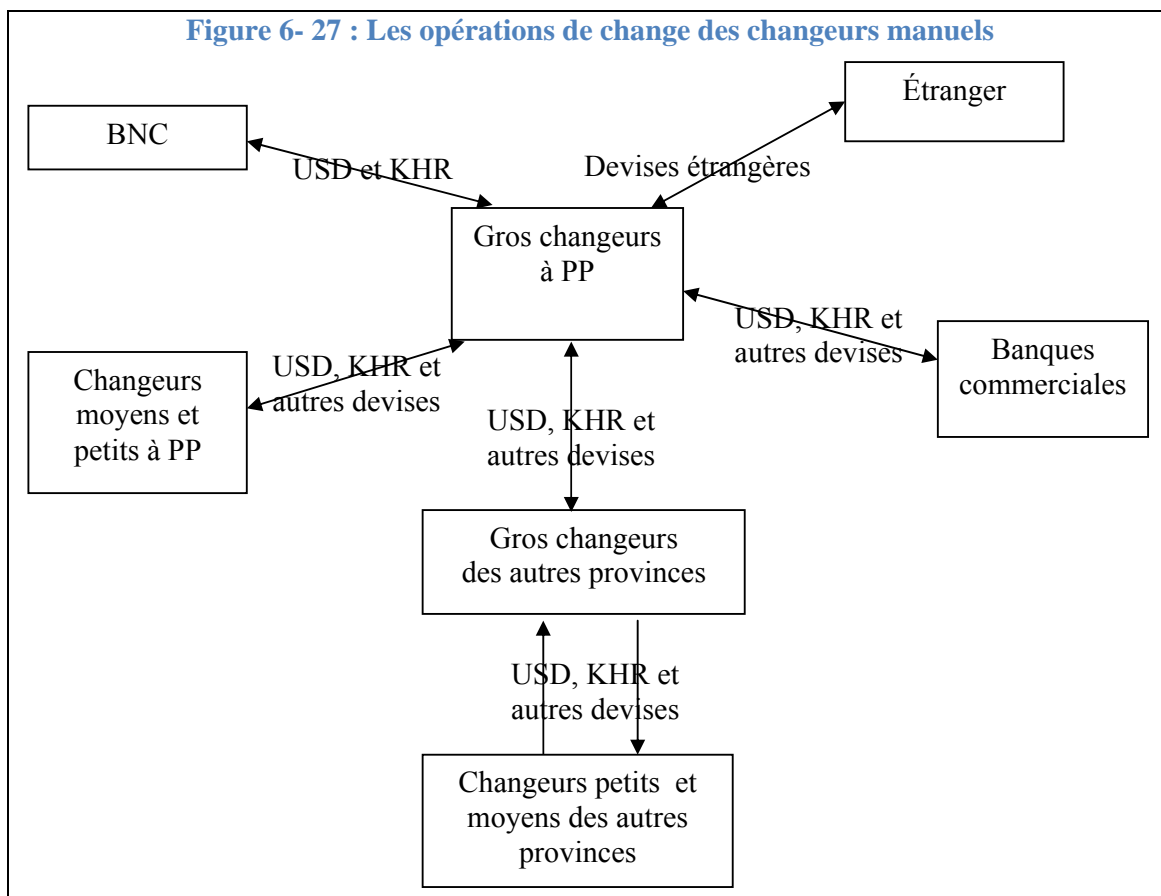 Figure 6- 27 : Les opérations de change des changeurs manuels
Étranger
BNC
USD et KHR
Devises étrangères
Gros changeurs
à PP
USD, KHR et
autres devises
Banques
commerciales
Changeurs
moyens et
petits à PP
USD, KHR et
autres devises
USD, KHR et
autres devises
Gros changeurs
des autres provinces
USD, KHR et
autres devises
Changeurs petits et
moyens des autres
provinces